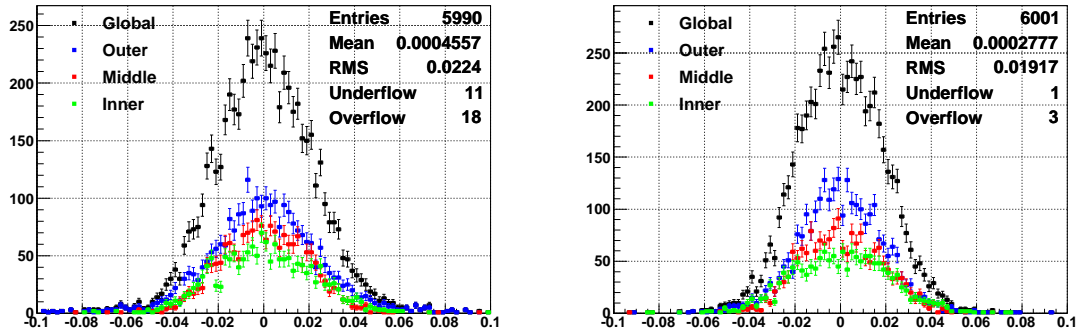 Global
Outer
Middle
Inner
Entries 5990
Mean 0.0004557
RMS 0.0224
Underflow 11
Overflow 18
250
200
150
100
50
0
-0.1 -0.08 -0.06 -0.04 -0.02 0 0.02 0.04 0.06 0.08 0.1
Global
Outer
Middle
Inner
Entries 6001
Mean 0.0002777
RMS 0.01917
Underflow 1
Overflow 3
250
200
150
100
50
0
-0.1 -0.08 -0.06 -0.04 -0.02 0 0.02 0.04 0.06 0.08 0.1